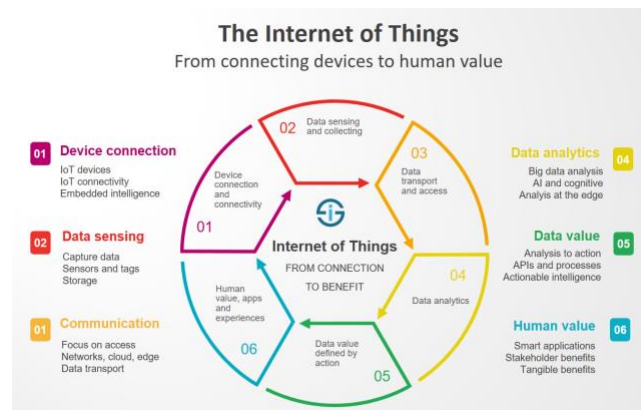 The Internet of Things
From connecting devices to human value
01 Device connection
IoT devices
IoT connectivity
Embedded intelligence
02 Data sensing
Capture data
Sensors and tags
Storage
01 Communication
Focus on access
Networks, cloud, edge
Data transport
02 Data sensing
and collecting
03
Data
transport
and access
Device
connection
and
connectivity
01
Internet of Things
FROM CONNECTION
TO BENEFIT
04
Data analytics
Human
value, apps
and
experiences
06
Data value
defined by
action
05
Data analytics 04
Big data analysis
AI and cognitive
Analyis at the edge
Data value 05
Analysis to action
APIs and processes
Actionable intelligence
Human value 06
Smart applications
Stakeholder benefits
Tangible benefits